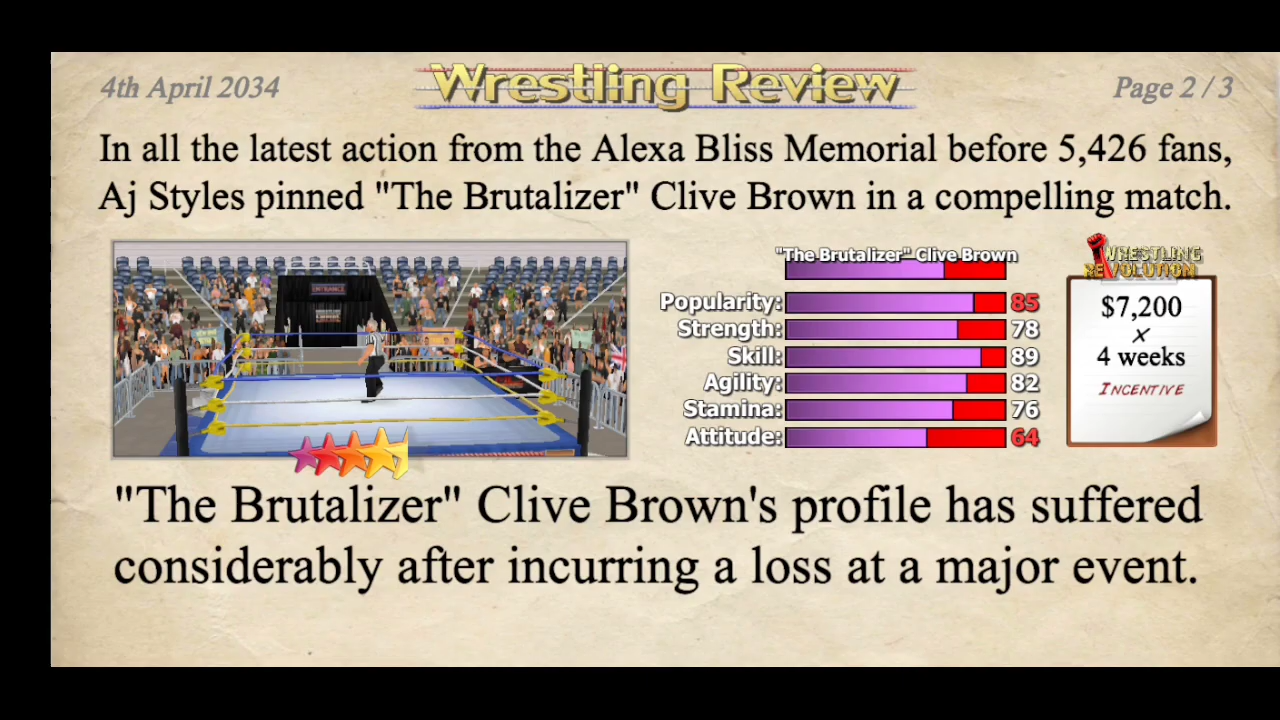 4th April 2034
Wrestling Review
Page 2 / 3
In all the latest action from the Alexa Bliss Memorial before 5,426 fans,
Aj Styles pinned "The Brutalizer" Clive Brown in a compelling match.
ENTRANCE
"The Brutalizer" Clive Brown
Popularity: 85
Strength: 78
Skill: 89
Agility: 82
Stamina: 76
Attitude: 64
WRESTLING
REVOLUTION
$7,200
x
4 weeks
INCENTIVE
"The Brutalizer" Clive Brown's profile has suffered
considerably after incurring a loss at a major event.